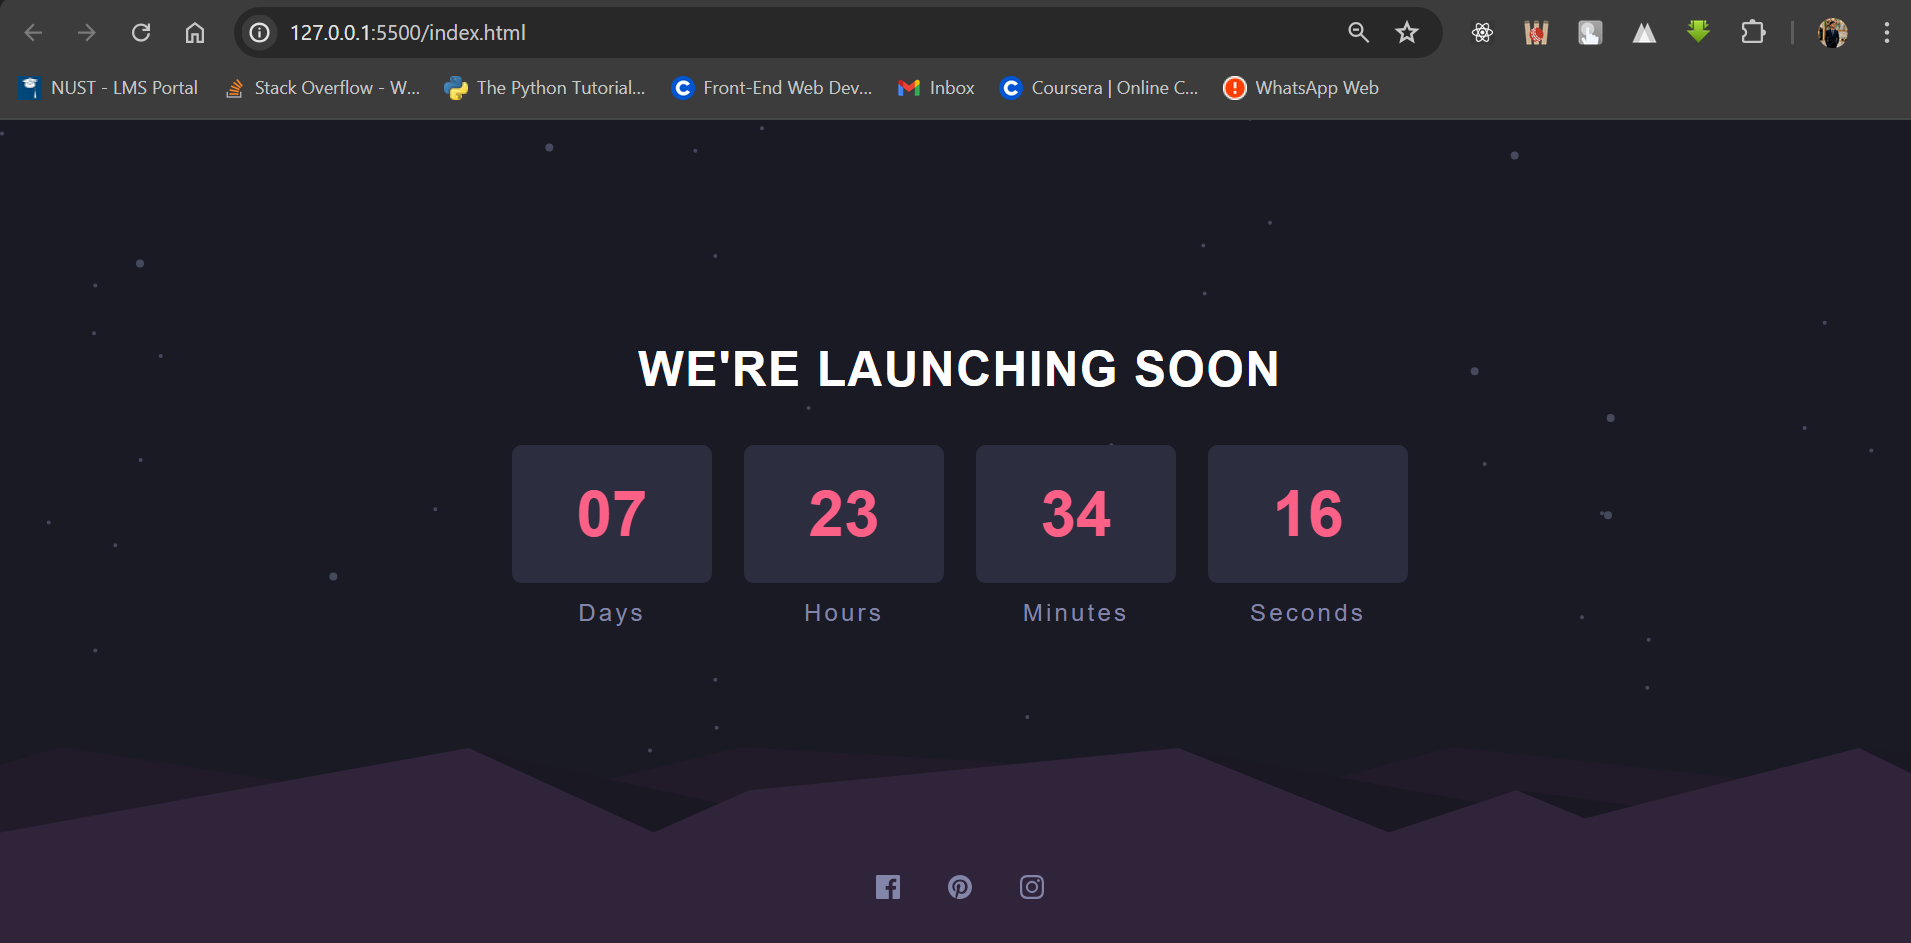 127.0.0.1:5500/index.html
NUST - LMS Portal
Stack Overflow - W...
The Python Tutorial...
Front-End Web Dev...
Inbox
Coursera | Online C...
WhatsApp Web
WE'RE LAUNCHING SOON
07 23 34 16
Days Hours Minutes Seconds